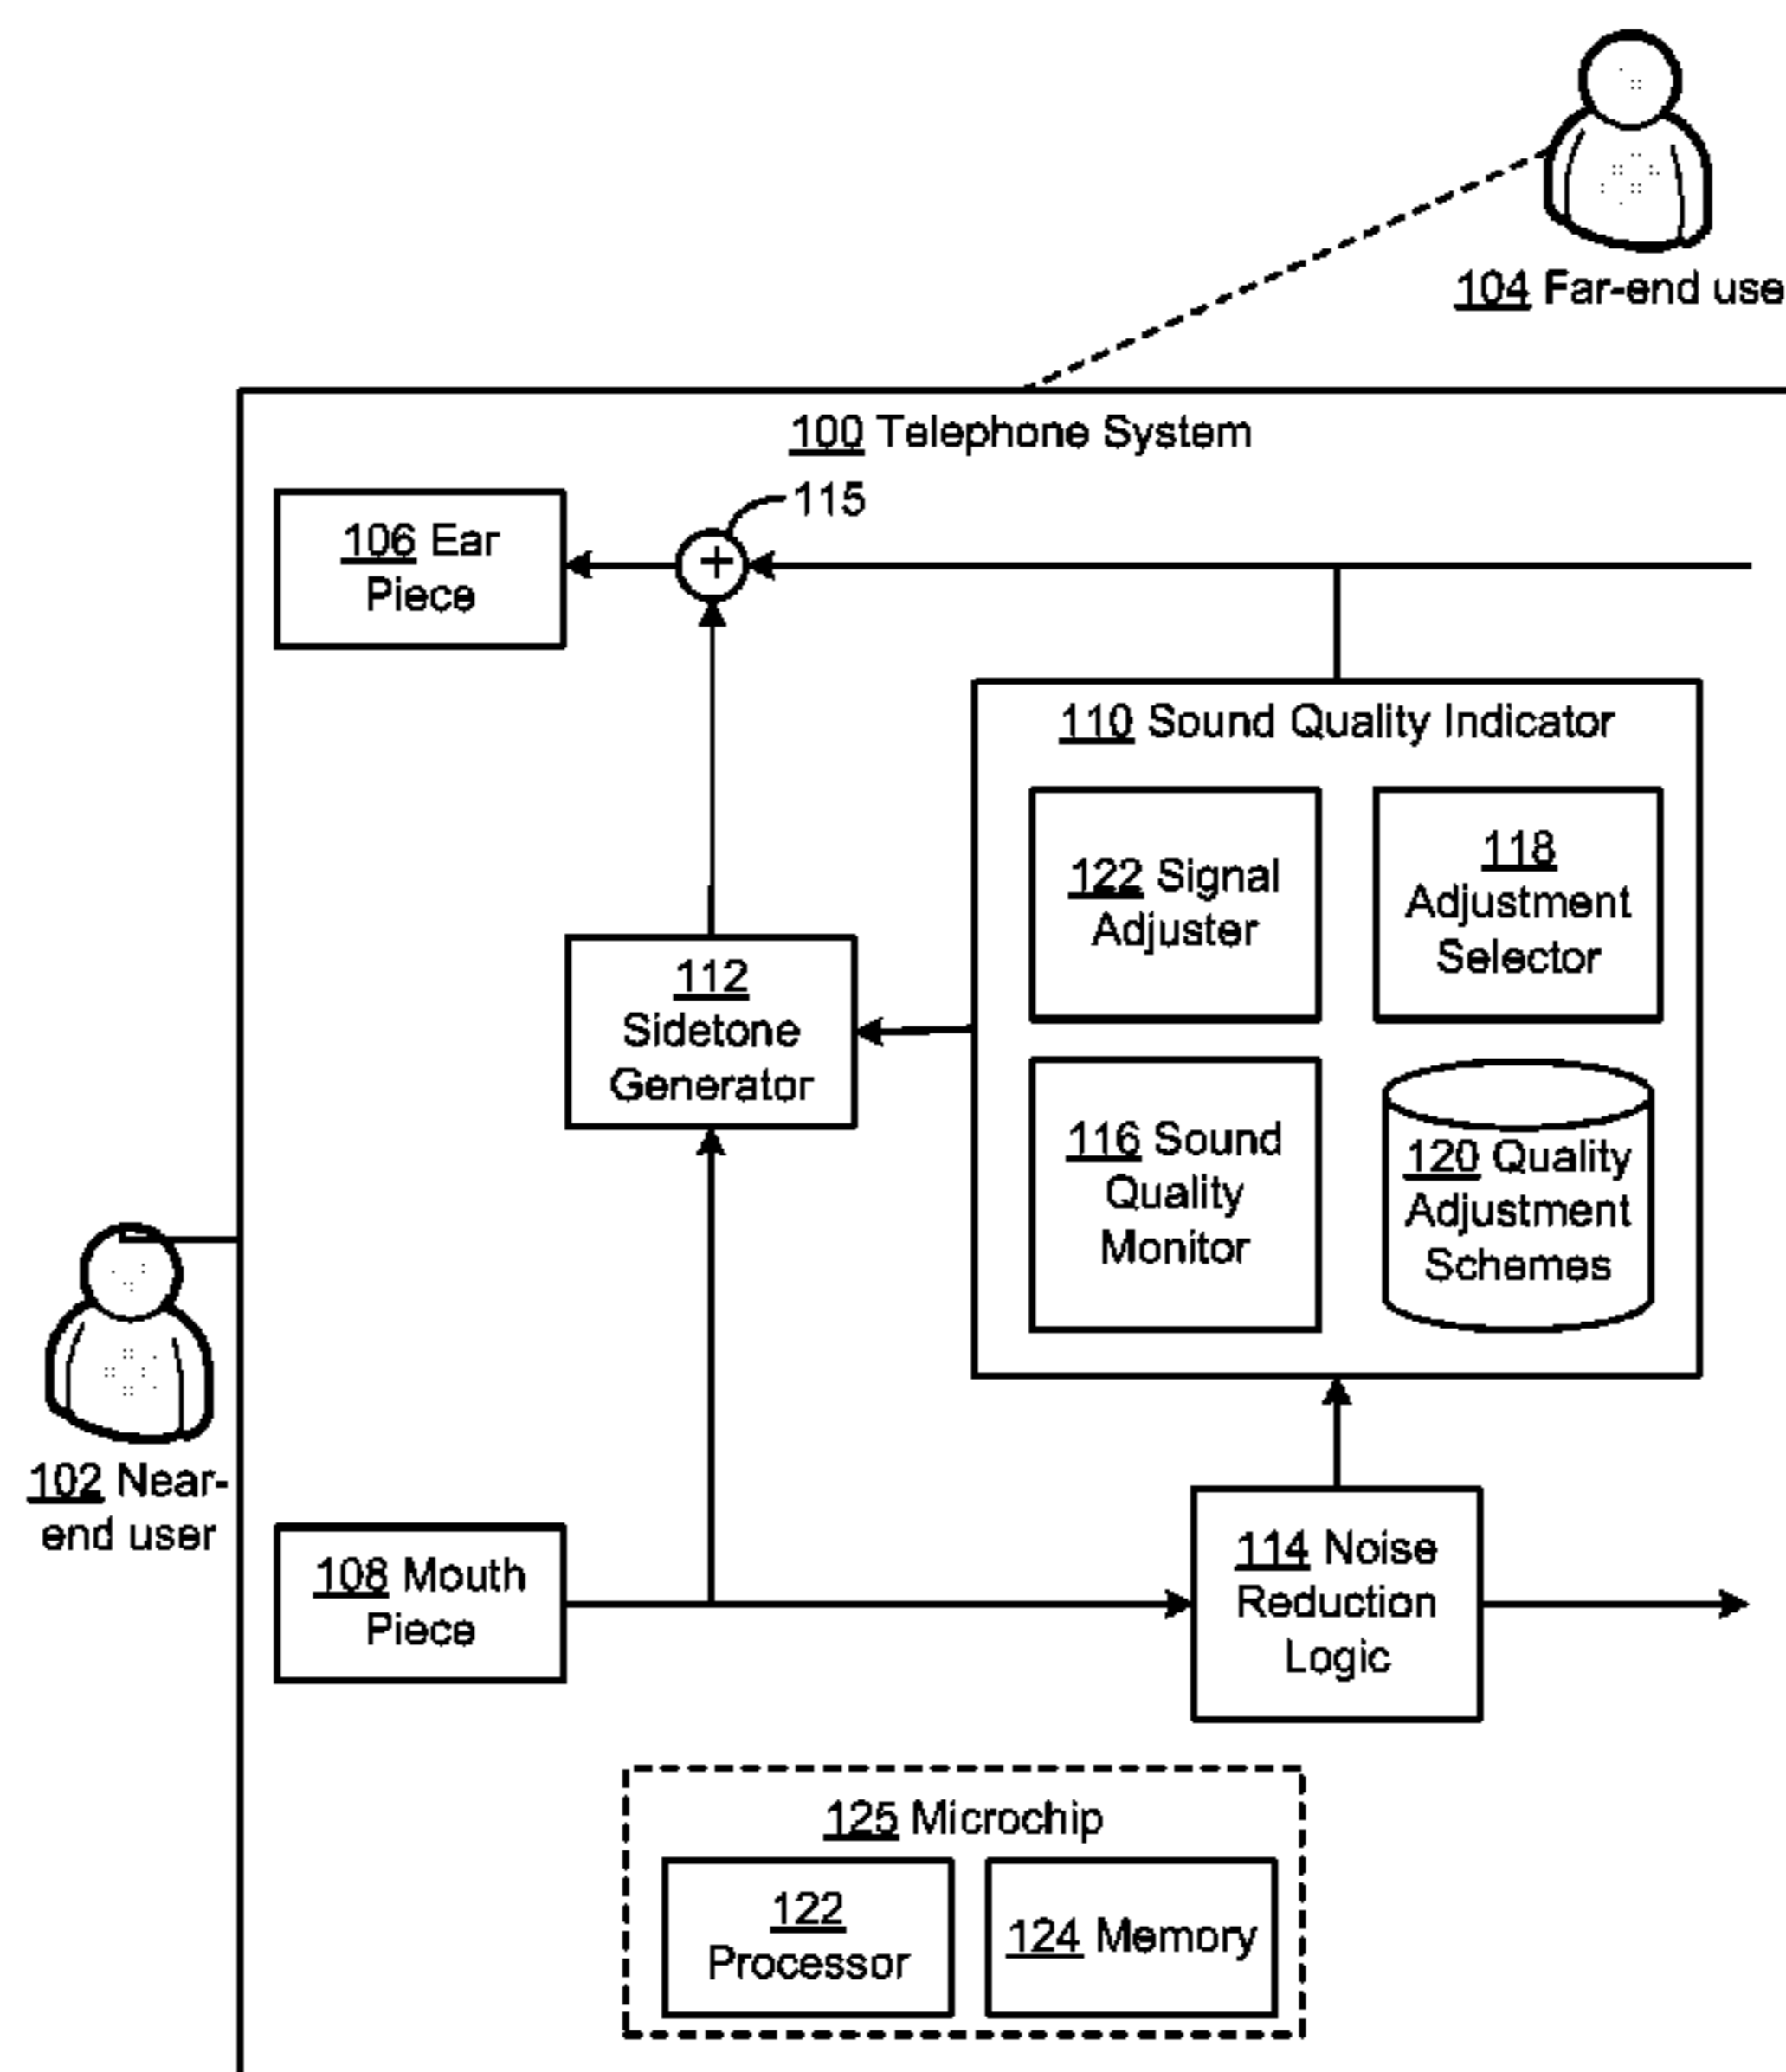 104 Far-end use
100 Telephone System
115
106 Ear
Piece
+
110 Sound Quality Indicator
122 Signal
Adjuster
118
Adjustment
Selector
112
Sidetone
Generator
116 Sound
Quality
Monitor
120 Quality
Adjustment
Schemes
102 Near-
end user
108 Mouth
Piece
114 Noise
Reduction
Logic
125 Microchip
122
Processor
124 Memory